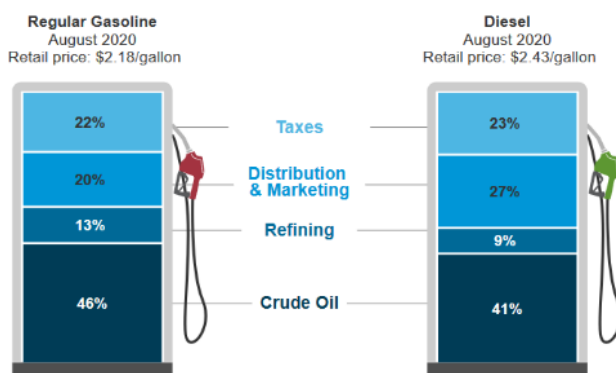 Regular Gasoline
August 2020
Retail price: $2.18/gallon
Diesel
August 2020
Retail price: $2.43/gallon
22%
Taxes
23%
20%
Distribution
& Marketing
27%
13%
Refining
9%
46%
Crude Oil
41%